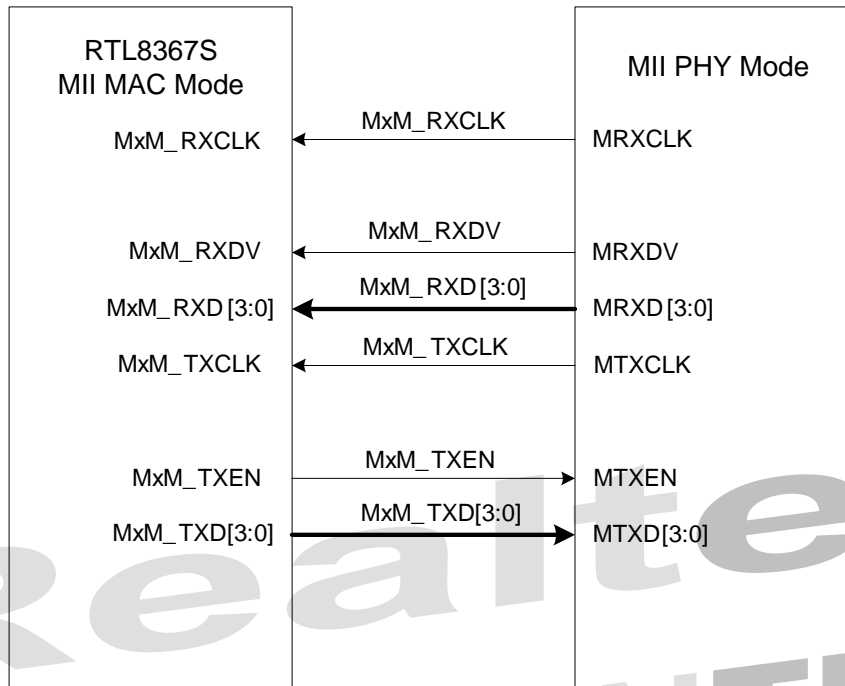 RTL8367S
MII MAC Mode
MII PHY Mode
MxM_RXCLK
MxM_RXCLK
MRXCLK
MxM_RXDV
MxM_RXDV
MRXDV
MxM_RXD[3:0]
MxM_RXD[3:0]
MRXD[3:0]
MxM_TXCLK
MxM_TXCLK
MTXCLK
MxM_TXEN
MxM_TXEN
MTXEN
MxM_TXD[3:0]
MxM_TXD[3:0]
MTXD[3:0]
Realte